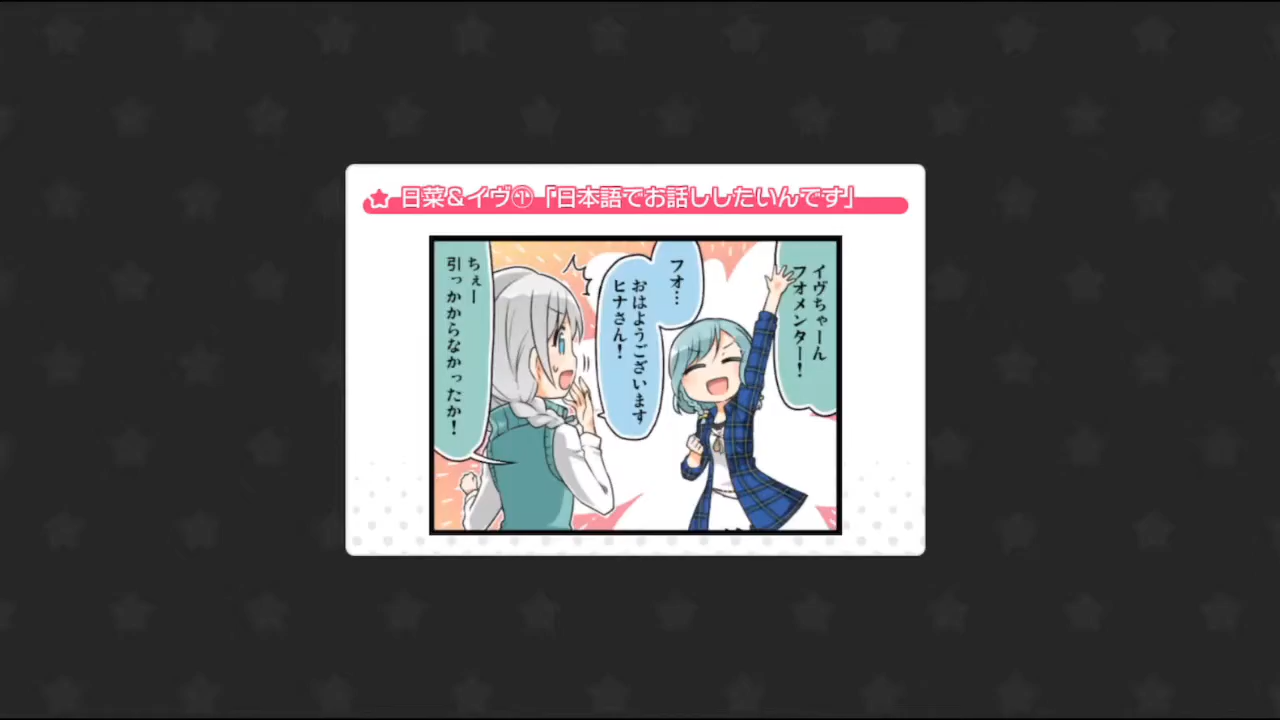 日菜&イヴ①「日本語でお話ししたいんです」
イヴちゃーん
フオメンター!
フオ…
おはようございます
ヒナさん!
ちぇー
引っかからなかったか!